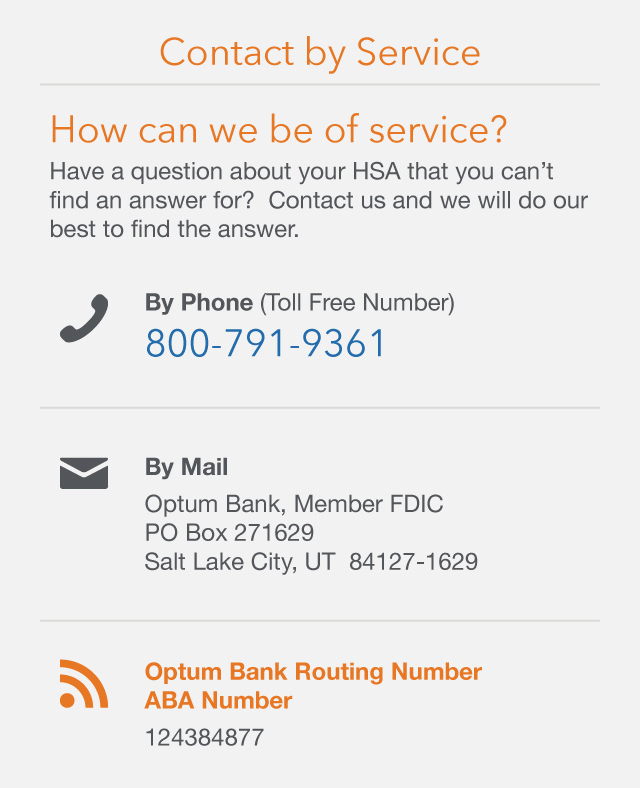 Contact by Service
How can we be of service?
Have a question about your HSA that you can’t
find an answer for?  Contact us and we will do our
best to find the answer.
By Phone (Toll Free Number)
800-791-9361
By Mail
Optum Bank, Member FDIC
PO Box 271629
Salt Lake City, UT  84127-1629
Optum Bank Routing Number
ABA Number
124384877